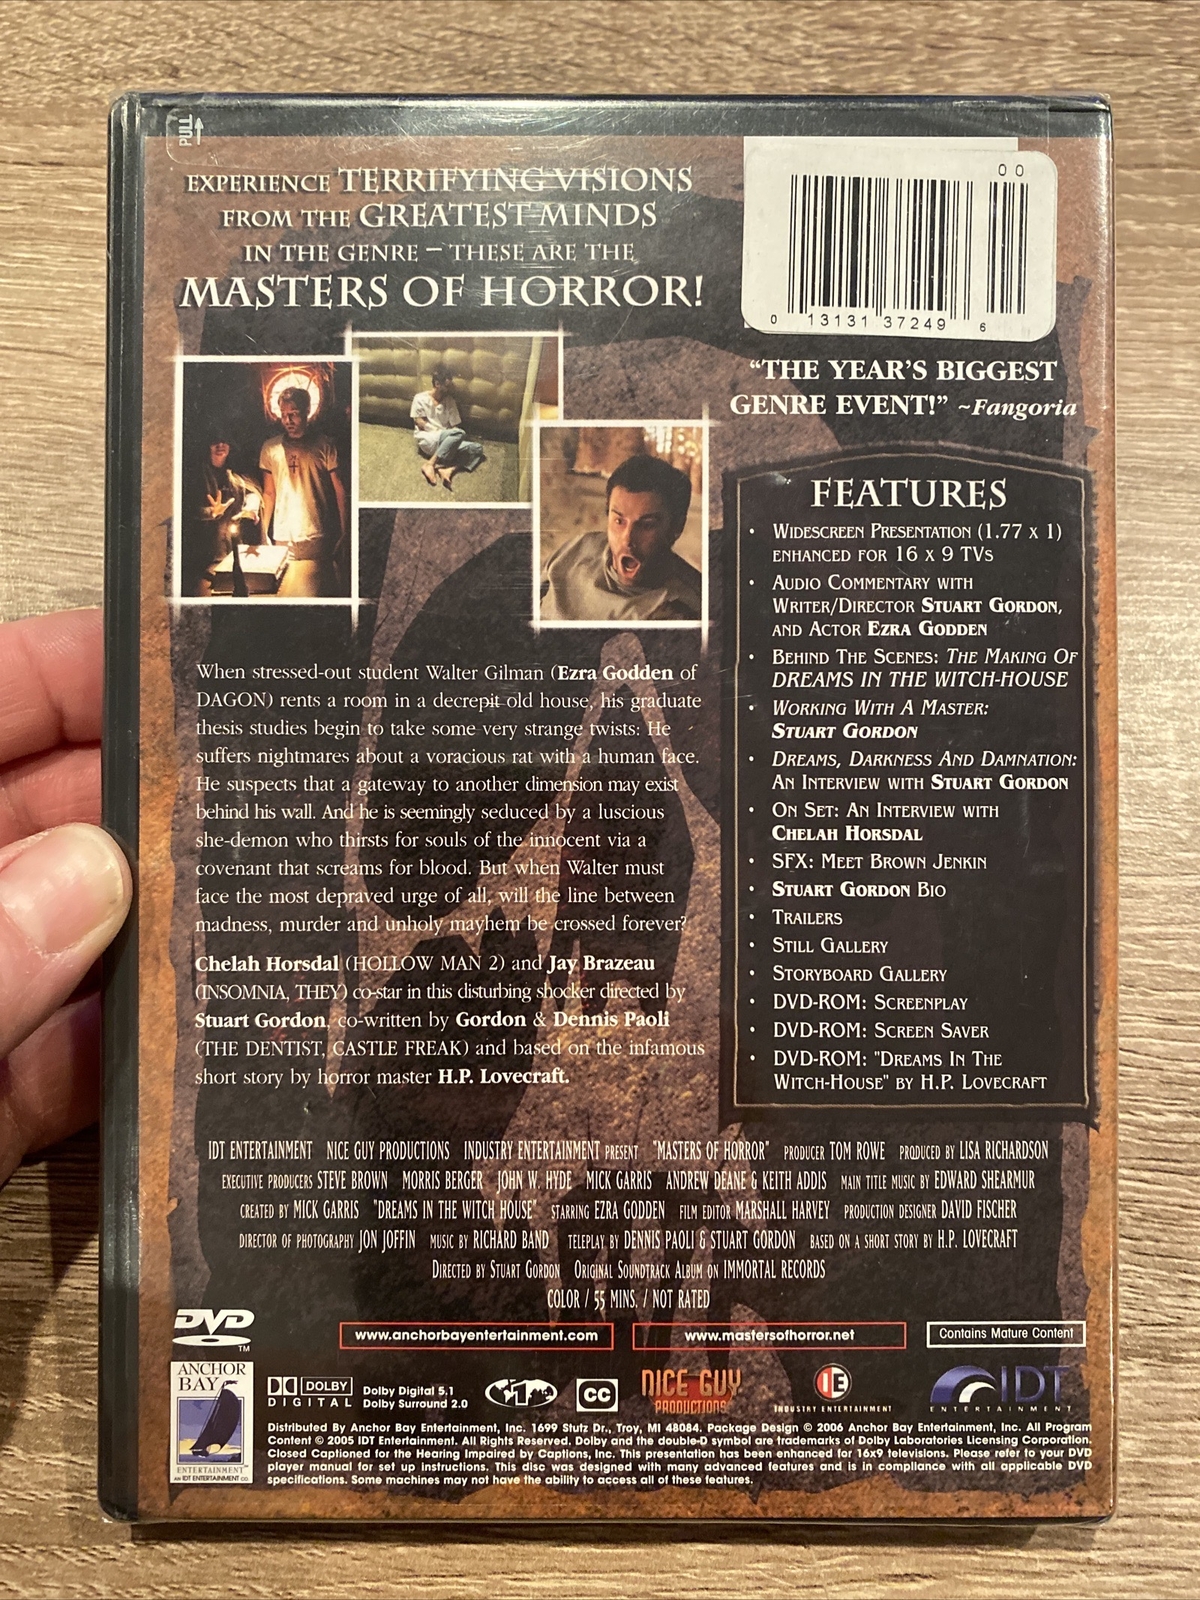 PULL
EXPERIENCE TERRIFYING VISIONS
FROM THE GREATEST MINDS
IN THE GENRE – THESE ARE THE
MASTERS OF HORROR!
00
0 13131 37249 6
“THE YEAR’S BIGGEST
GENRE EVENT!” ~Fangoria
When stressed-out student Walter Gilman (Ezra Godden of
DAGON) rents a room in a decrepit old house, his graduate
thesis studies begin to take some very strange twists: He
suffers nightmares about a voracious rat with a human face.
He suspects that a gateway to another dimension may exist
behind his wall. And he is seemingly seduced by a luscious
she-demon who thirsts for souls of the innocent via a
covenant that screams for blood. But when Walter must
face the most depraved urge of all, will the line between
madness, murder and unholy mayhem be crossed forever?
Chelah Horsdal (HOLLOW MAN 2) and Jay Brazeau
(INSOMNIA, THEY) co-star in this disturbing shocker directed by
Stuart Gordon, co-written by Gordon & Dennis Paoli
(THE DENTIST, CASTLE FREAK) and based on the infamous
short story by horror master H.P. Lovecraft.
FEATURES
• WIDESCREEN PRESENTATION (1.77 X 1)
ENHANCED FOR 16 X 9 TVS
• AUDIO COMMENTARY WITH
WRITER/DIRECTOR STUART GORDON,
AND ACTOR EZRA GODDEN
• BEHIND THE SCENES: THE MAKING OF
DREAMS IN THE WITCH-HOUSE
• WORKING WITH A MASTER:
STUART GORDON
• DREAMS, DARKNESS AND DAMNATION:
AN INTERVIEW WITH STUART GORDON
• ON SET: AN INTERVIEW WITH
CHELAH HORSDAL
• SFX: MEET BROWN JENKIN
• STUART GORDON BIO
• TRAILERS
• STILL GALLERY
• STORYBOARD GALLERY
• DVD-ROM: SCREENPLAY
• DVD-ROM: SCREEN SAVER
• DVD-ROM: "DREAMS IN THE
WITCH-HOUSE" BY H.P. LOVECRAFT
IDT ENTERTAINMENT NICE GUY PRODUCTIONS INDUSTRY ENTERTAINMENT PRESENT "MASTERS OF HORROR" PRODUCER TOM ROWE PRODUCED BY LISA RICHARDSON
EXECUTIVE PRODUCERS STEVE BROWN MORRIS BERGER JOHN W. HYDE MICK GARRIS ANDREW DEANE & KEITH ADDIS MAIN TITLE MUSIC BY EDWARD SHEARMUR
CREATED BY MICK GARRIS "DREAMS IN THE WITCH HOUSE" STARRING EZRA GODDEN FILM EDITOR MARSHALL HARVEY PRODUCTION DESIGNER DAVID FISCHER
DIRECTOR OF PHOTOGRAPHY JON JOFFIN MUSIC BY RICHARD BAND TELEPLAY BY DENNIS PAOLI & STUART GORDON BASED ON A SHORT STORY BY H.P. LOVECRAFT
DIRECTED BY STUART GORDON ORIGINAL SOUNDTRACK ALBUM ON IMMORTAL RECORDS
COLOR / 55 MINS. / NOT RATED
DVD TM
www.anchorbayentertainment.com
www.mastersofhorror.net
Contains Mature Content
ANCHOR
BAY
ENTERTAINMENT
AN IDT ENTERTAINMENT CO.
DOLBY
DIGITAL
Dolby Digital 5.1
Dolby Surround 2.0
1
CC
NICE GUY
PRODUCTIONS
IE
INDUSTRY ENTERTAINMENT
IDT
ENTERTAINMENT
Distributed By Anchor Bay Entertainment, Inc. 1699 Stutz Dr., Troy, MI 48084. Package Design © 2006 Anchor Bay Entertainment, Inc. All Program
Content © 2005 IDT Entertainment. All Rights Reserved. Dolby and the double-D symbol are trademarks of Dolby Laboratories Licensing Corporation.
Closed Captioned for the Hearing Impaired by Captions, Inc. This presentation has been enhanced for 16x9 televisions. Please refer to your DVD
player manual for set up instructions. This disc was designed with many advanced features and is in compliance with all applicable DVD
specifications. Some machines may not have the ability to access all of these features.